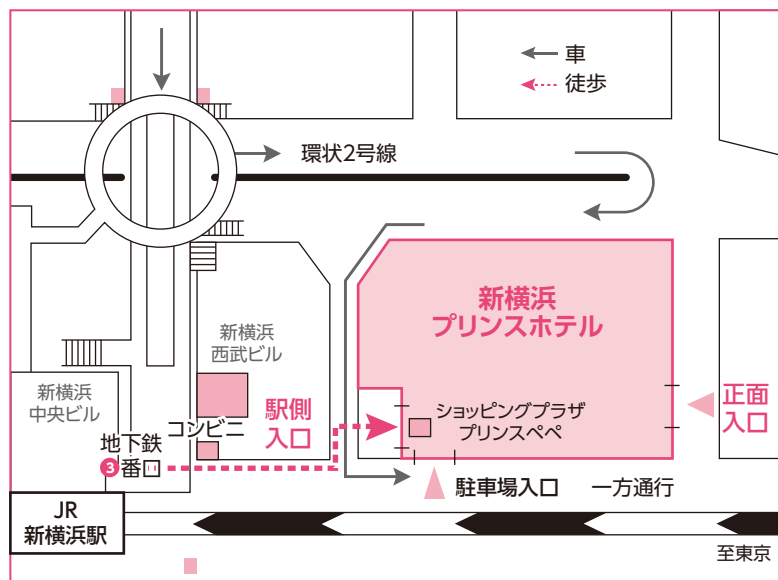 車
徒歩
環状2号線
新横浜
プリンスホテル
新横浜
西武ビル
新横浜
中央ビル
駅側
入口
コンビニ
地下鉄
3番口
ショッピングプラザ
プリンスペペ
正面
入口
駐車場入口
一方通行
JR
新横浜駅
至東京